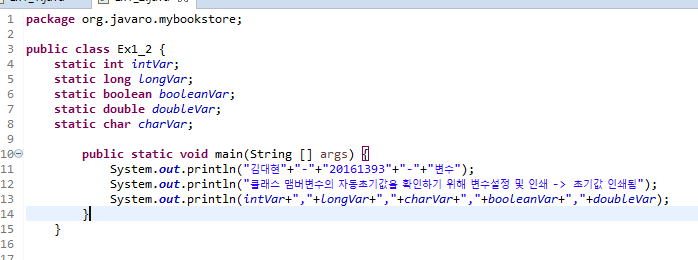 1 package org.javaro.mybookstore;
2
3 public class Ex1_2 {
4 static int intVar;
5 static long longVar;
6 static boolean booleanVar;
7 static double doubleVar;
8 static char charVar;
9
10 public static void main(String [] args) {
11 System.out.println("김대현"+"-"+"20161393"+"-"+"변수");
12 System.out.println("클래스 맴버변수의 자동초기값을 확인하기 위해 변수설정 및 인쇄 -> 초기값 인쇄됨");
13 System.out.println(intVar+","+longVar+","+charVar+","+booleanVar+","+doubleVar);
14 }
15 }
16
17